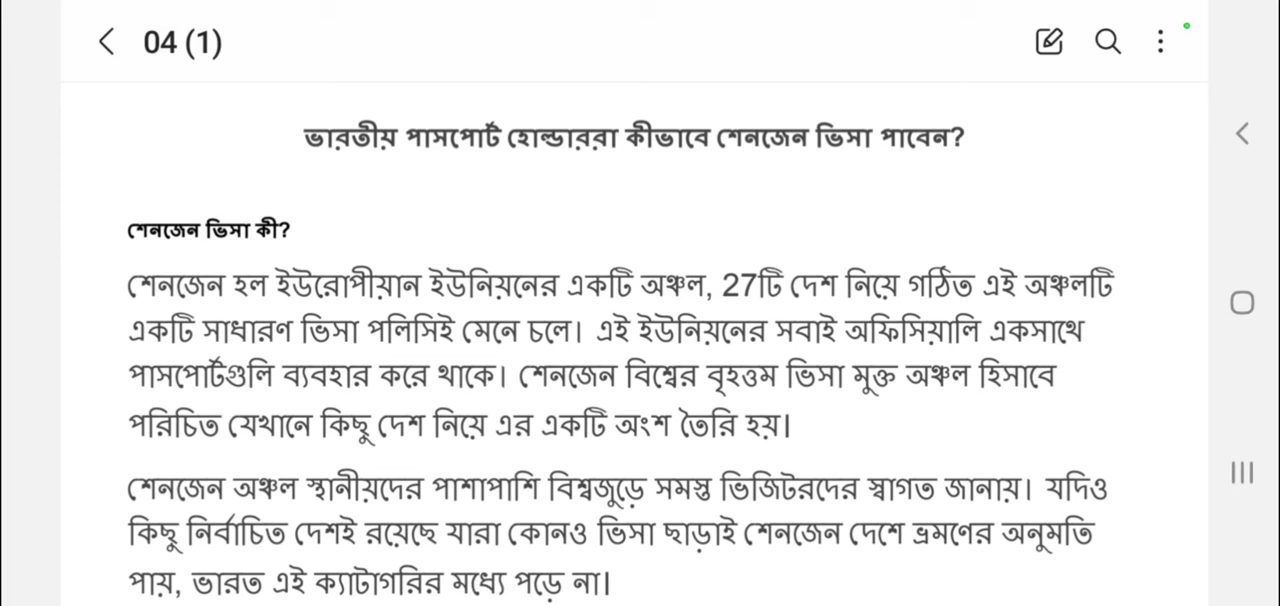 04 (1)
ভারতীয় পাসপোর্ট হোল্ডাররা কীভাবে শেনজেন ভিসা পাবেন?
শেনজেন ভিসা কী?
শেনজেন হল ইউরোপীয়ান ইউনিয়নের একটি অঞ্চল, 27টি দেশ নিয়ে গঠিত এই অঞ্চলটি
একটি সাধারণ ভিসা পলিসিই মেনে চলে। এই ইউনিয়নের সবাই অফিসিয়ালি একসাথে
পাসপোর্টগুলি ব্যবহার করে থাকে। শেনজেন বিশ্বের বৃহত্তম ভিসা মুক্ত অঞ্চল হিসাবে
পরিচিত যেখানে কিছু দেশ নিয়ে এর একটি অংশ তৈরি হয়।
শেনজেন অঞ্চল স্থানীয়দের পাশাপাশি বিশ্বজুড়ে সমস্ত ভিজিটরদের স্বাগত জানায়। যদিও
কিছু নির্বাচিত দেশই রয়েছে যারা কোনও ভিসা ছাড়াই শেনজেন দেশে ভ্রমণের অনুমতি
পায়, ভারত এই ক্যাটাগরির মধ্যে পড়ে না।